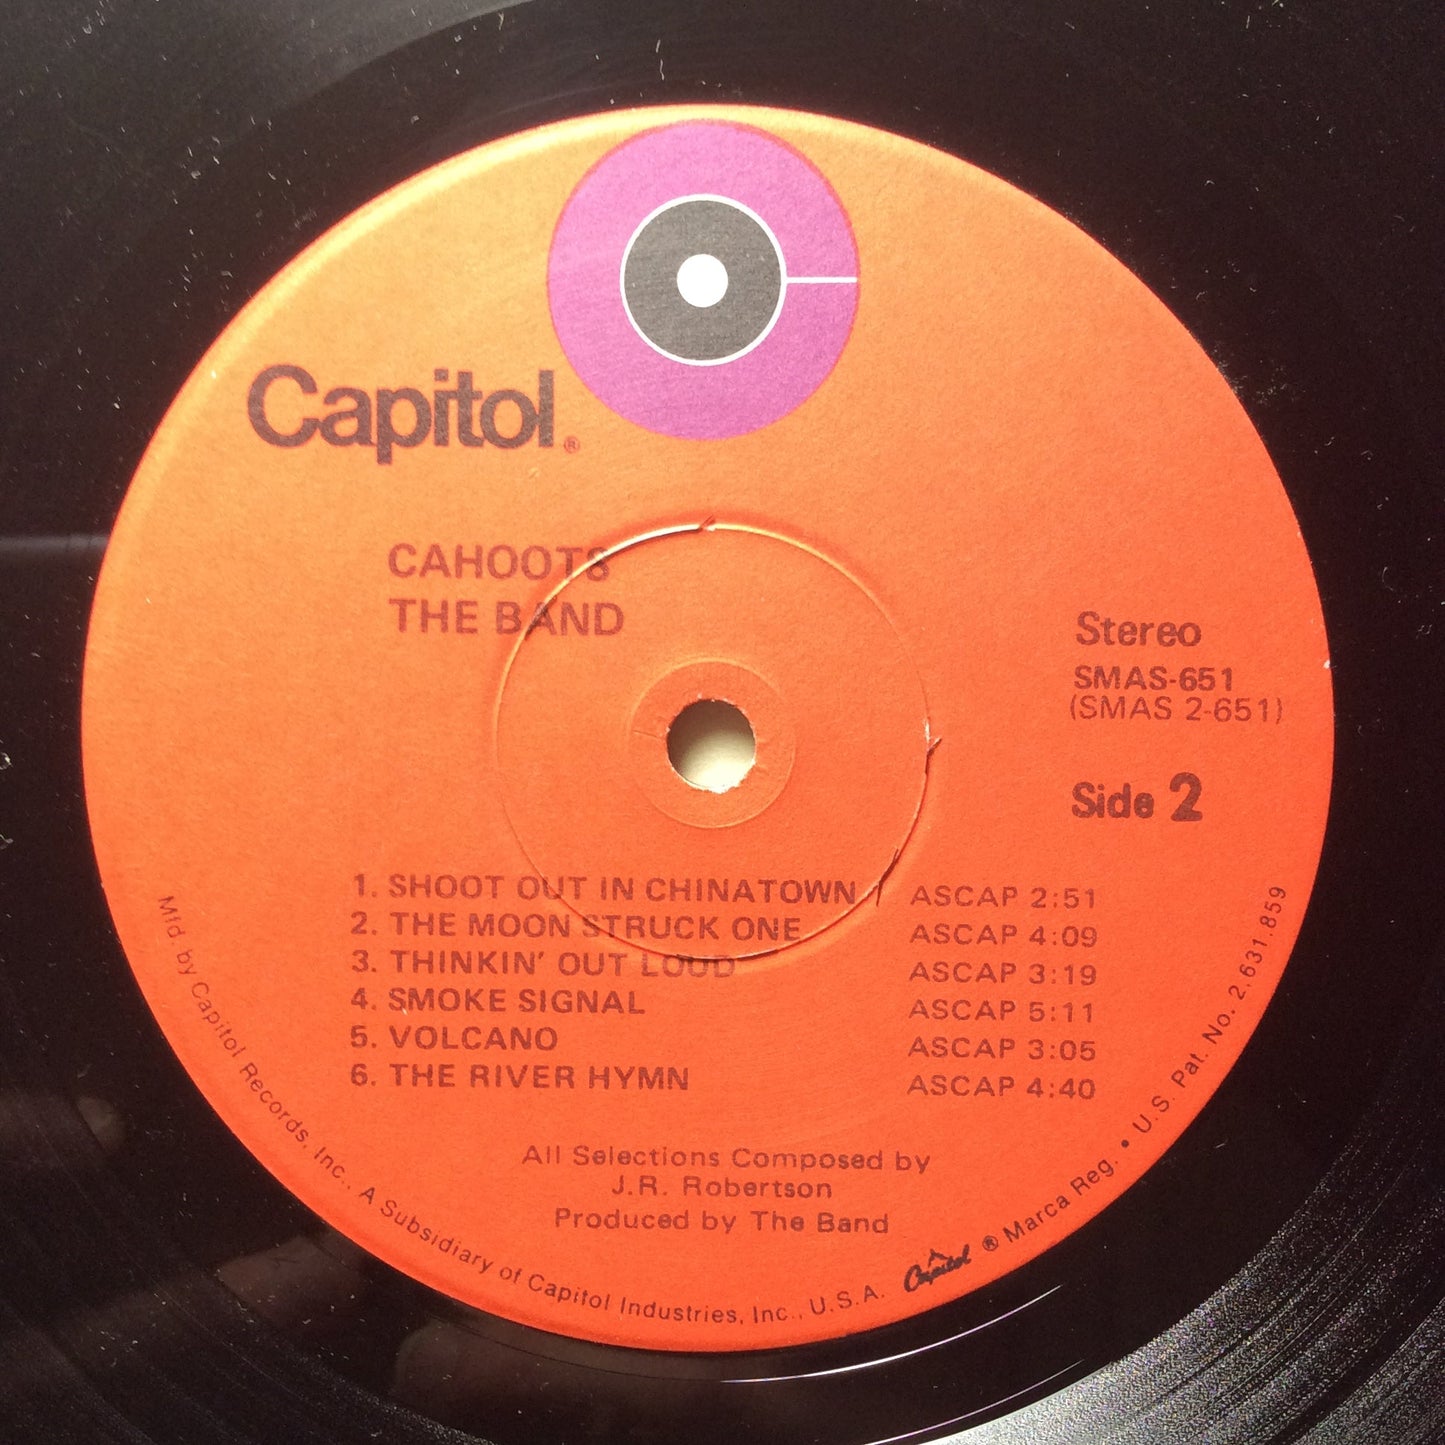 Capitol®
CAHOOTS
THE BAND
Stereo
SMAS-651
(SMAS 2-651)
Side 2
1. SHOOT OUT IN CHINATOWN ASCAP 2:51
2. THE MOON STRUCK ONE ASCAP 4:09
3. THINKIN' OUT LOUD ASCAP 3:19
4. SMOKE SIGNAL ASCAP 5:11
5. VOLCANO ASCAP 3:05
6. THE RIVER HYMN ASCAP 4:40
All Selections Composed by
J.R. Robertson
Produced by The Band
Mfd. by Capitol Records, Inc., A Subsidiary of Capitol Industries, Inc., U.S.A. Capitol ® Marca Reg. • U.S. Pat. No. 2,631,859